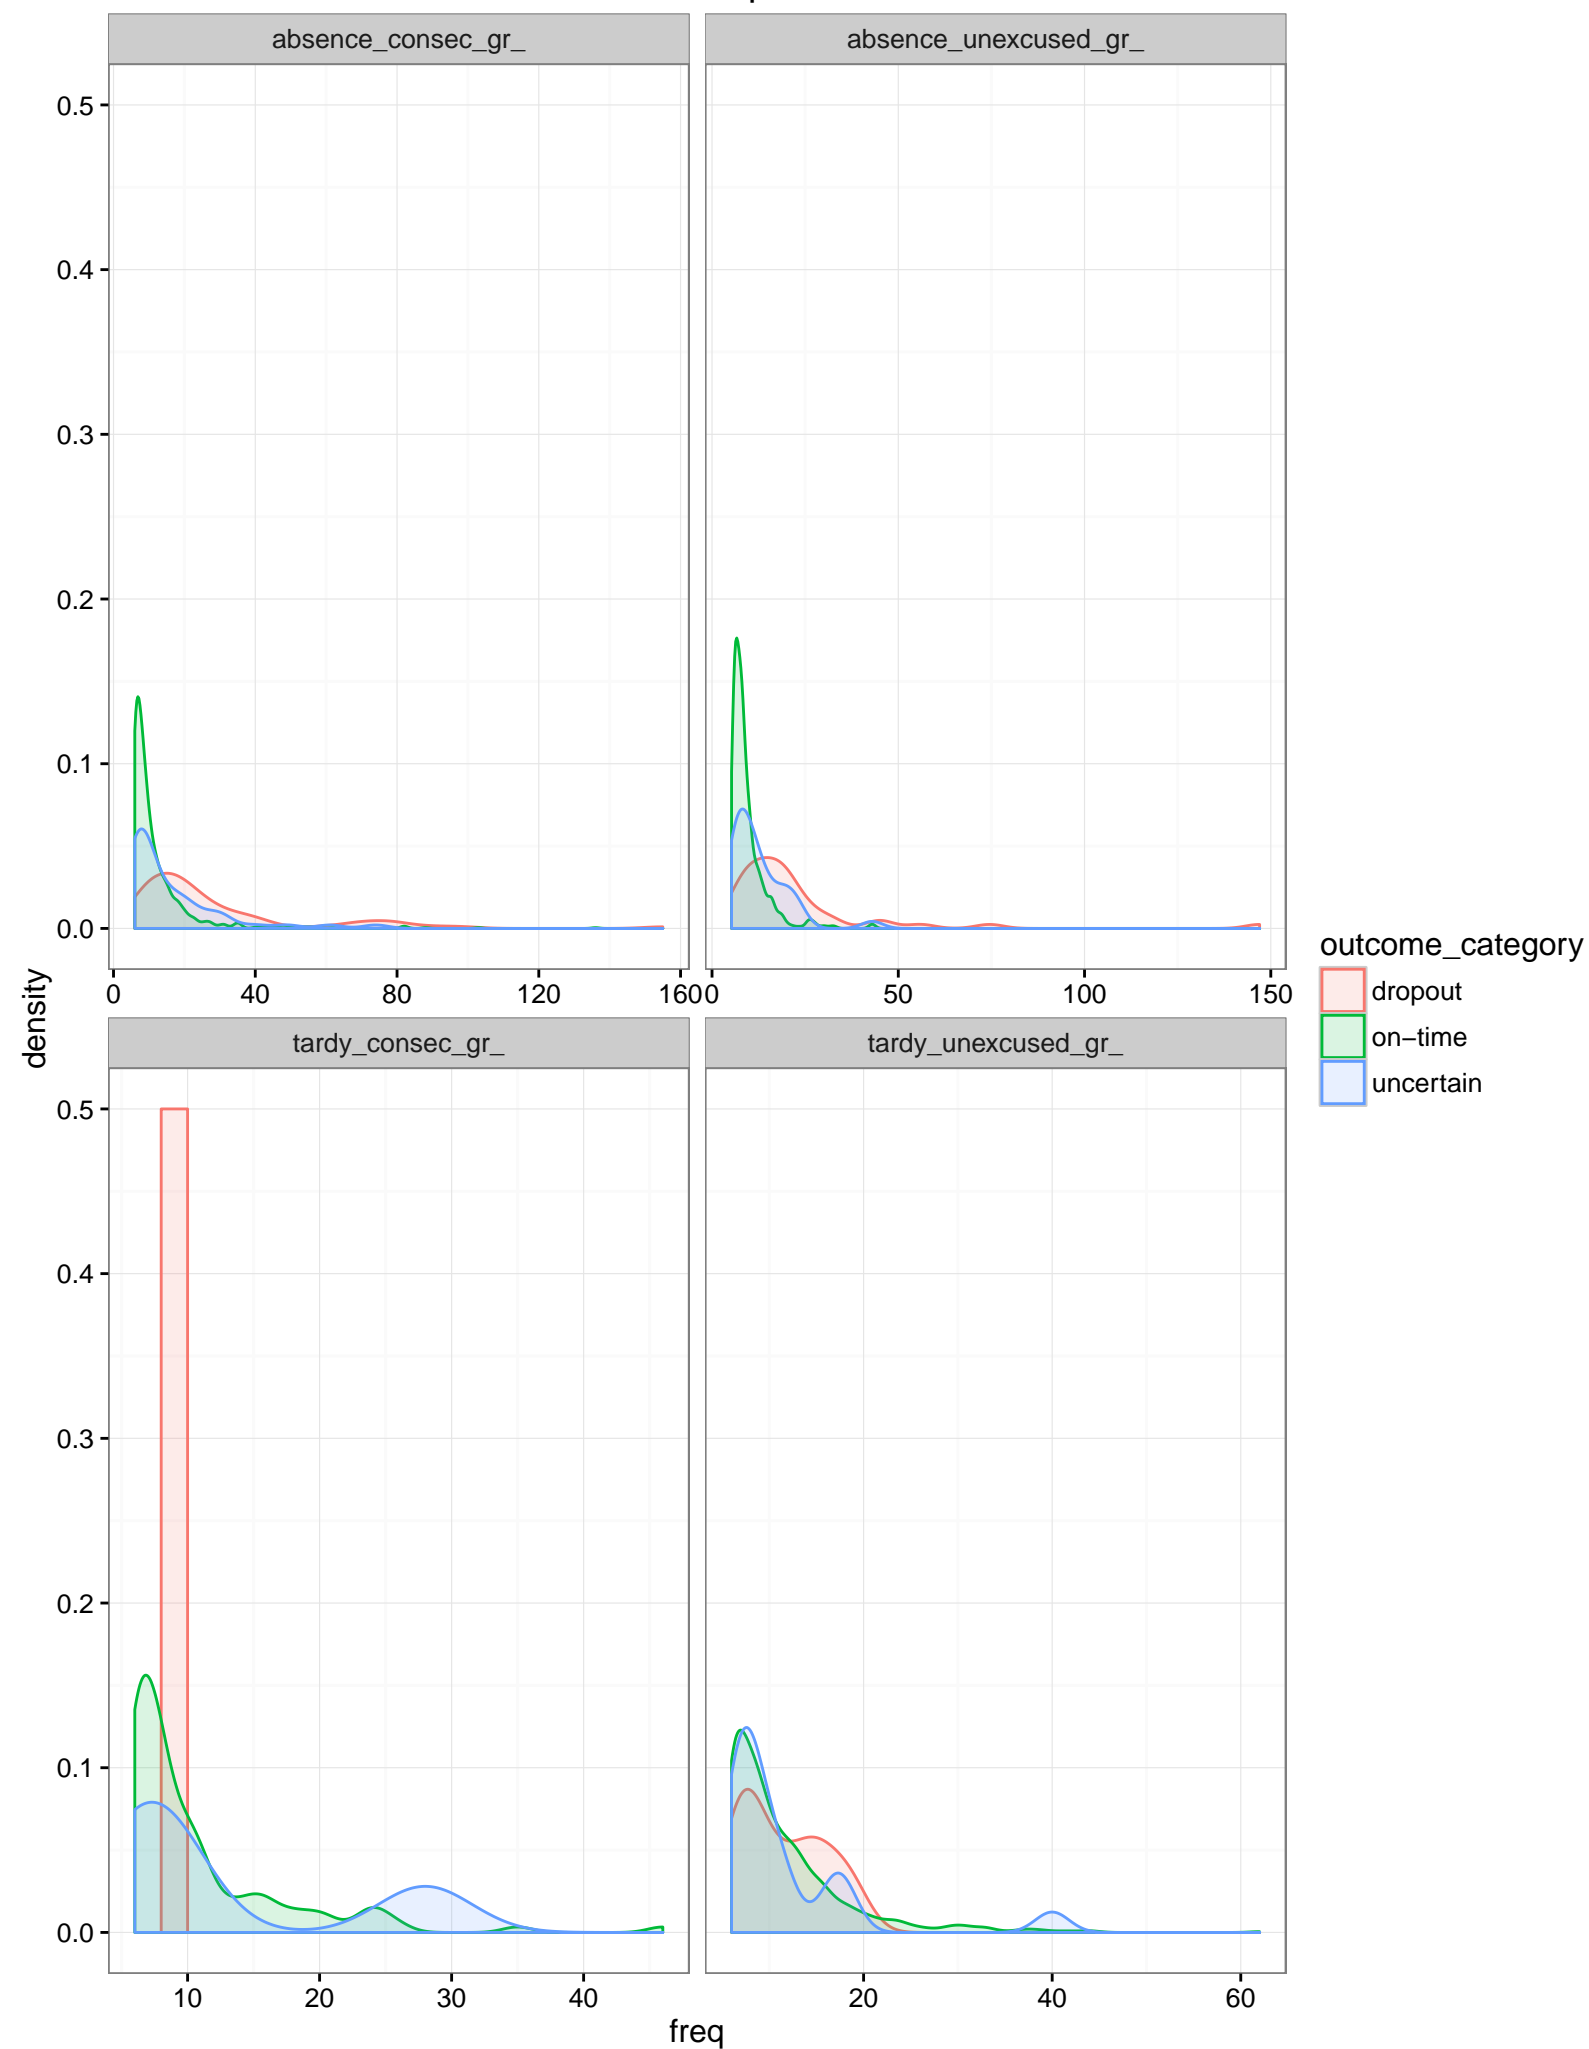 absence_consec_gr_
absence_unexcused_gr_
0.5
0.4
0.3
0.2
0.1
0.0
0 40 80 120 160
0 50 100 150
tardy_consec_gr_
tardy_unexcused_gr_
0.5
0.4
0.3
0.2
0.1
0.0
10 20 30 40
20 40 60
freq
density
outcome_category
dropout
on−time
uncertain